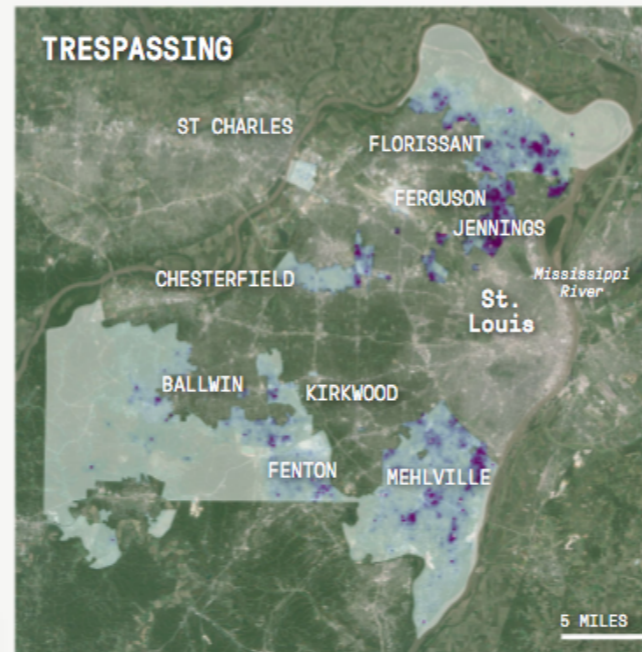 TRESPASSING
ST CHARLES
FLORISSANT
FERGUSON
JENNINGS
CHESTERFIELD
Mississippi
River
St.
Louis
BALLWIN
KIRKWOOD
FENTON
MEHLVILLE
5 MILES